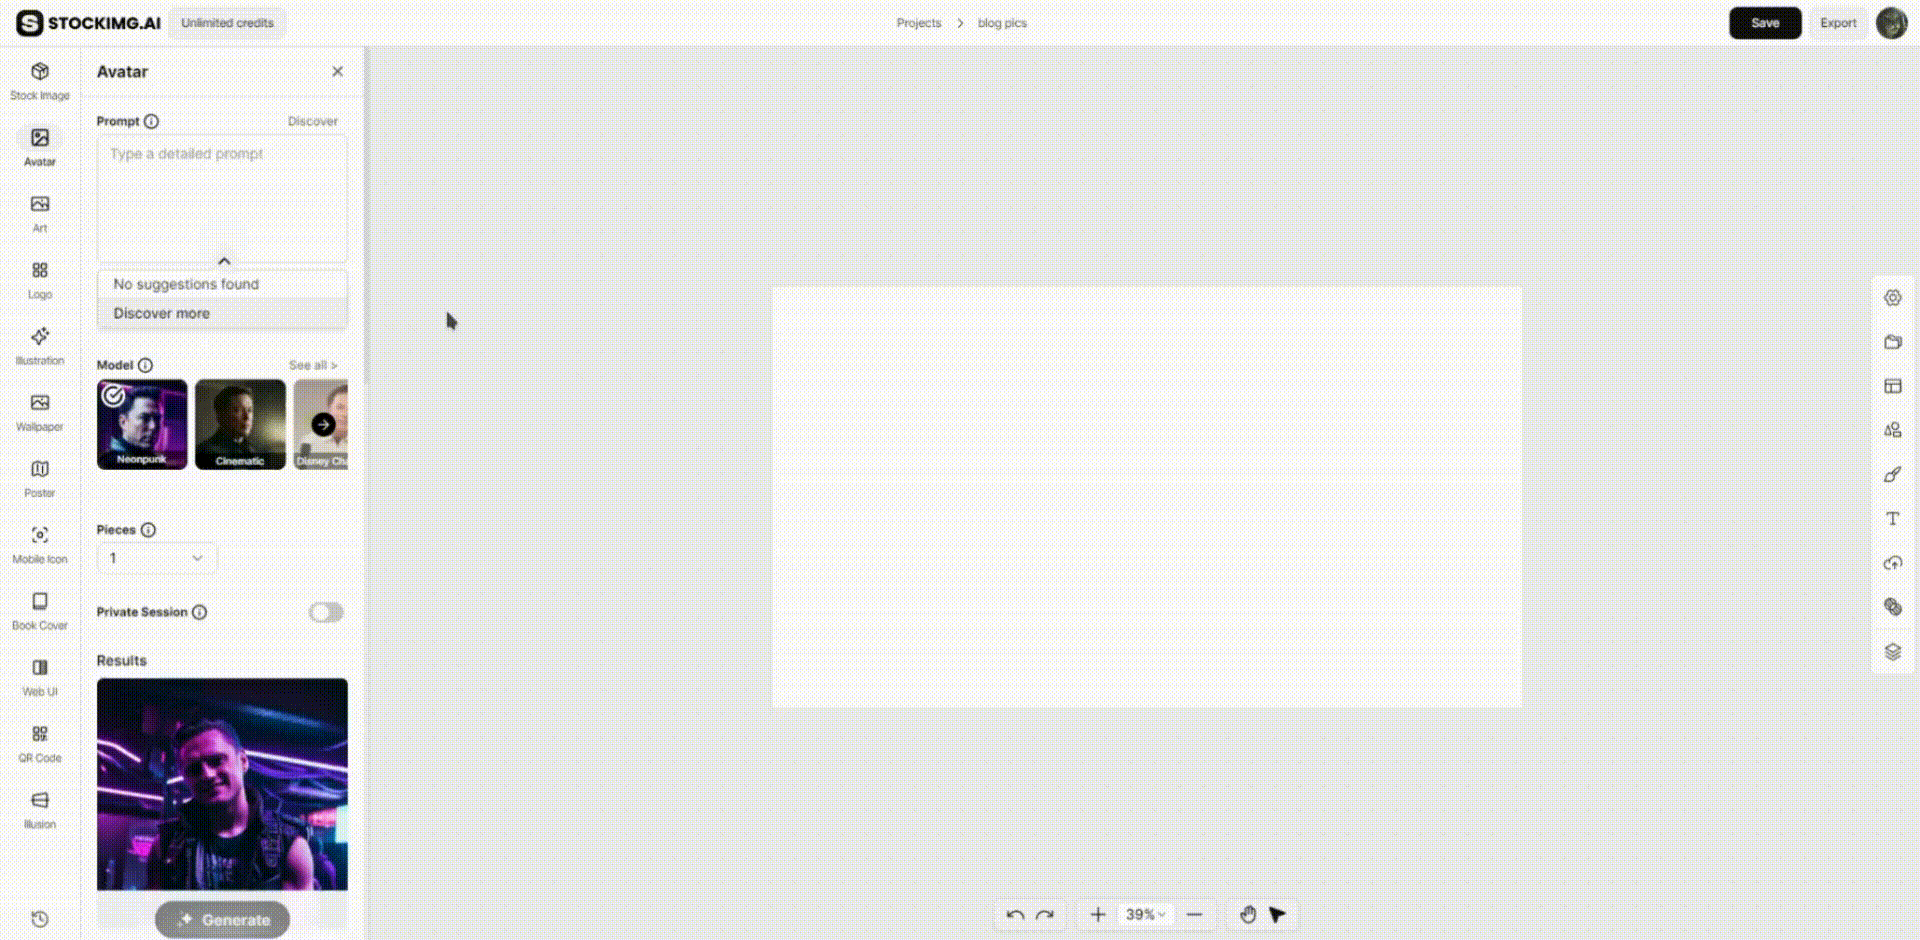 STOCKIMG.AI
Unlimited credits
Projects > blog pics
Save
Export
Stock Image
Avatar
Art
Logo
Illustration
Wallpaper
Poster
Mobile Icon
Book Cover
Web UI
QR Code
Illusion
Avatar
Prompt
Discover
Type a detailed prompt
No suggestions found
Discover more
Model
See all >
Neonpunk
Cinematic
Disney Ch
Pieces
1
Private Session
Results
Generate
39%